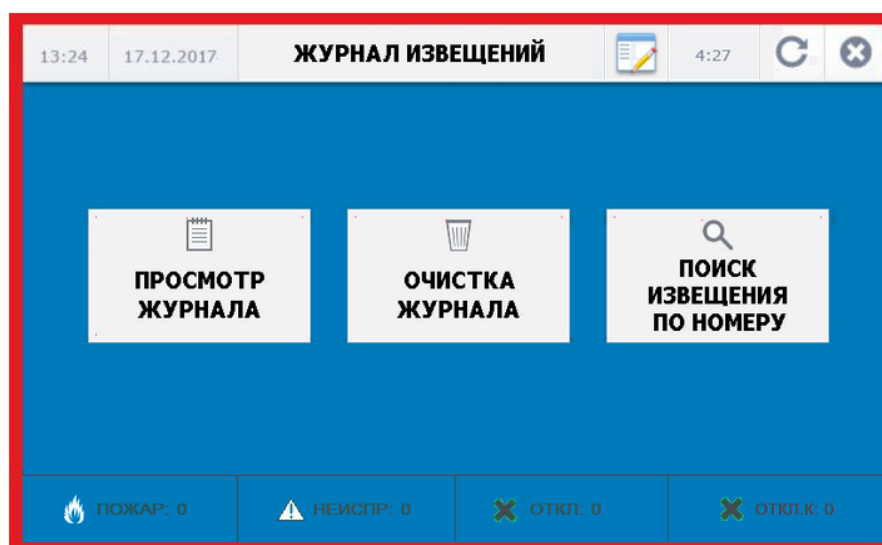 13:24 17.12.2017 ЖУРНАЛ ИЗВЕЩЕНИЙ 4:27
ПРОСМОТР
ЖУРНАЛА
ОЧИСТКА
ЖУРНАЛА
ПОИСК
ИЗВЕЩЕНИЯ
ПО НОМЕРУ
ПОЖАР: 0 НЕИСПР: 0 ОТКЛ: 0 ОТКЛ.К: 0